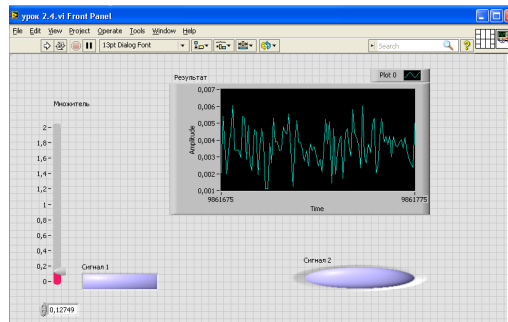 урок 2.4.vi Front Panel
File Edit View Project Operate Tools Window Help
13pt Dialog Font
Search
Результат
Plot 0
Множитель
0,007
0,006
0,005
0,004
0,003
0,002
0,001
Amplitude
9861675
9861775
Time
2
1,8
1,6
1,4
1,2
1
0,8
0,6
0,4
0,2
0
Сигнал 1
Сигнал 2
0,12749